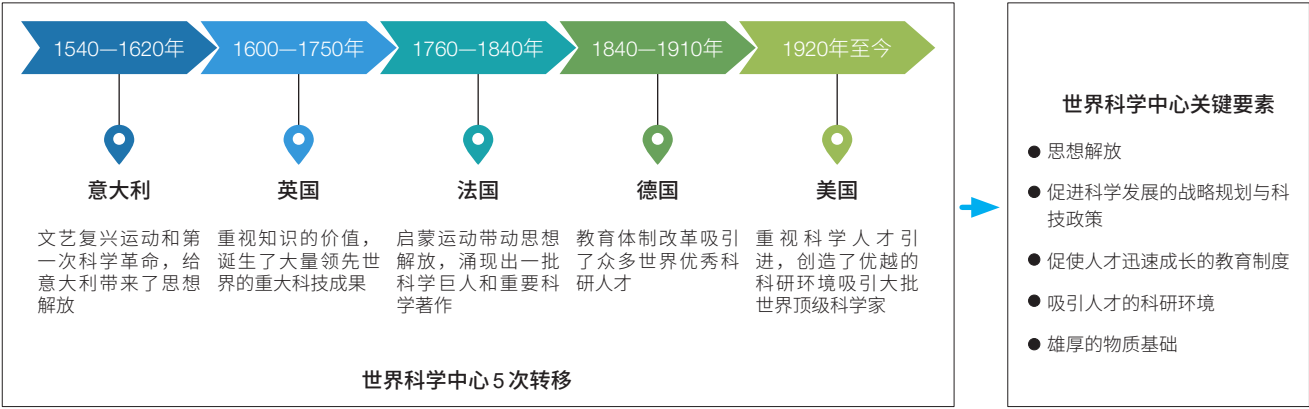 1540—1620年
1600—1750年
1760—1840年
1840—1910年
1920年至今
意大利
英国
法国
德国
美国
文艺复兴运动和第
一次科学革命，给
意大利带来了思想
解放
重视知识的价值，
诞生了大量领先世
界的重大科技成果
启蒙运动带动思想
解放，涌现出一批
科学巨人和重要科
学著作
教育体制改革吸引
了众多世界优秀科
研人才
重视科学人才引
进，创造了优越的
科研环境吸引大批
世界顶级科学家
世界科学中心5次转移
世界科学中心关键要素
● 思想解放
● 促进科学发展的战略规划与科
技政策
● 促使人才迅速成长的教育制度
● 吸引人才的科研环境
● 雄厚的物质基础